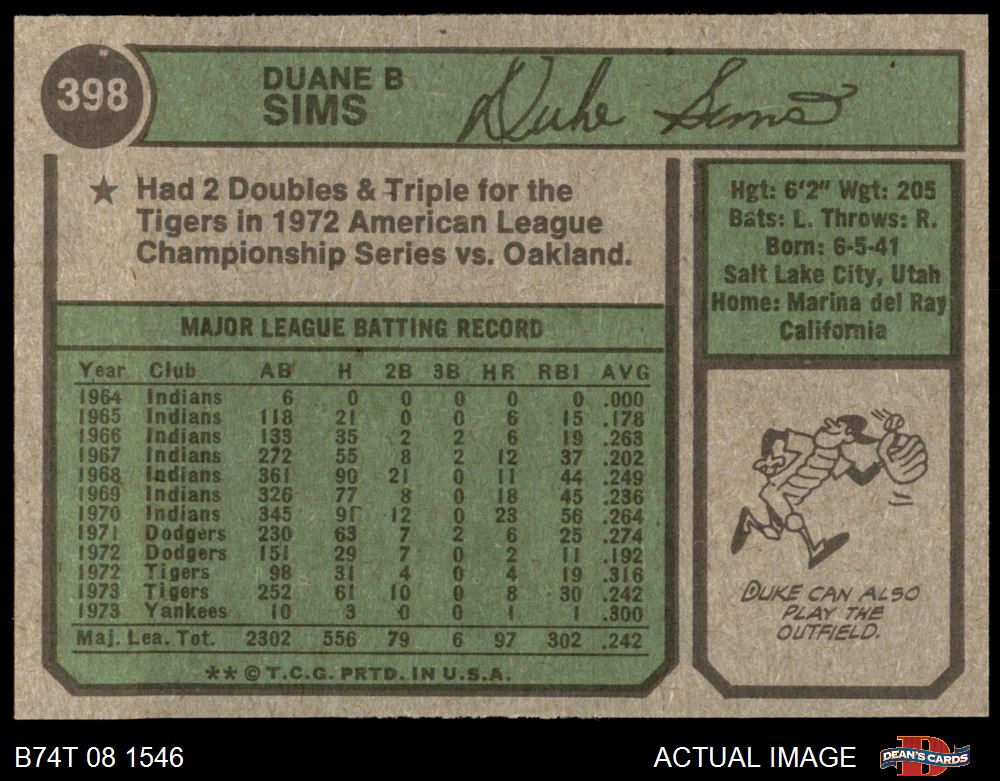 398
DUANE B
SIMS
Duke Sims
★ Had 2 Doubles & Triple for the
Tigers in 1972 American League
Championship Series vs. Oakland.
Hgt: 6'2" Wgt: 205
Bats: L. Throws: R.
Born: 6-5-41
Salt Lake City, Utah
Home: Marina del Ray
California
MAJOR LEAGUE BATTING RECORD
Year Club AB H 2B 3B HR RBI AVG
1964 Indians 6 0 0 0 0 0 .000
1965 Indians 118 21 0 0 6 15 .178
1966 Indians 133 35 2 2 6 19 .263
1967 Indians 272 55 8 2 12 37 .202
1968 Indians 361 90 21 0 11 44 .249
1969 Indians 326 77 8 0 18 45 .236
1970 Indians 345 91 12 0 23 56 .264
1971 Dodgers 230 63 7 2 6 25 .274
1972 Dodgers 151 29 7 0 2 11 .192
1972 Tigers 98 31 4 0 4 19 .316
1973 Tigers 252 61 10 0 8 30 .242
1973 Yankees 10 3 0 0 1 1 .300
Maj. Lea. Tot. 2302 556 79 6 97 302 .242
** © T.C.G. PRTD. IN U.S.A.
DUKE CAN ALSO
PLAY THE
OUTFIELD.
B74T 08 1546
ACTUAL IMAGE
DEAN'S CARDS